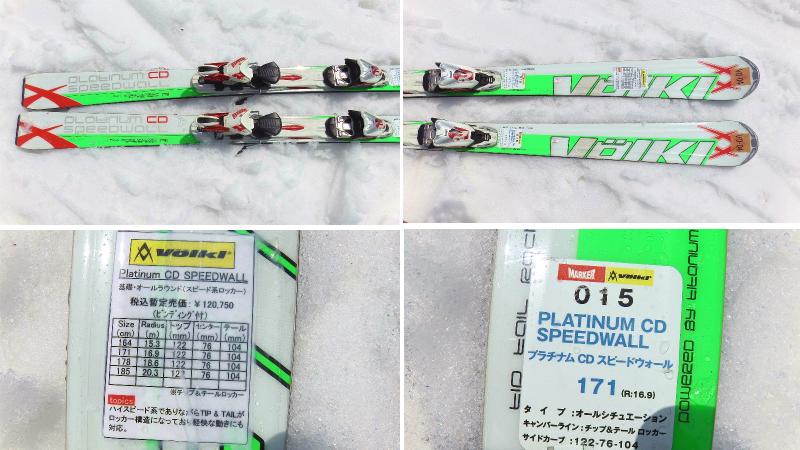 PLATINUM CD
SPEEDWALL
PLATINUM CD
SPEEDWALL
MARKER
Völkl
Völkl
Völkl
Platinum CD SPEEDWALL
基礎・オールラウンド(スピード系ロッカー)
税込暫定売価:¥120,750
(ビンディング付)
Size (cm) Radius (m) トップ (mm) センター (mm) テール (mm)
164 15.3 122 76 104
171 16.9 122 76 104
178 18.6 122 76 104
185 20.3 121 76 104
※チップ&テールロッカー
topics
ハイスピード系でありながらTIP & TAILが
ロッカー構造になっており軽快な動きにも
対応。
MARKER Völkl
015
PLATINUM CD
SPEEDWALL
プラチナム CD スピードウォール
171 (R:16.9)
タイプ:オールシチュエーション
キャンバーライン:チップ&テール ロッカー
サイドカーブ:122-76-104
TIP AND TAIL ROCK
POWERED BY PLATINUM